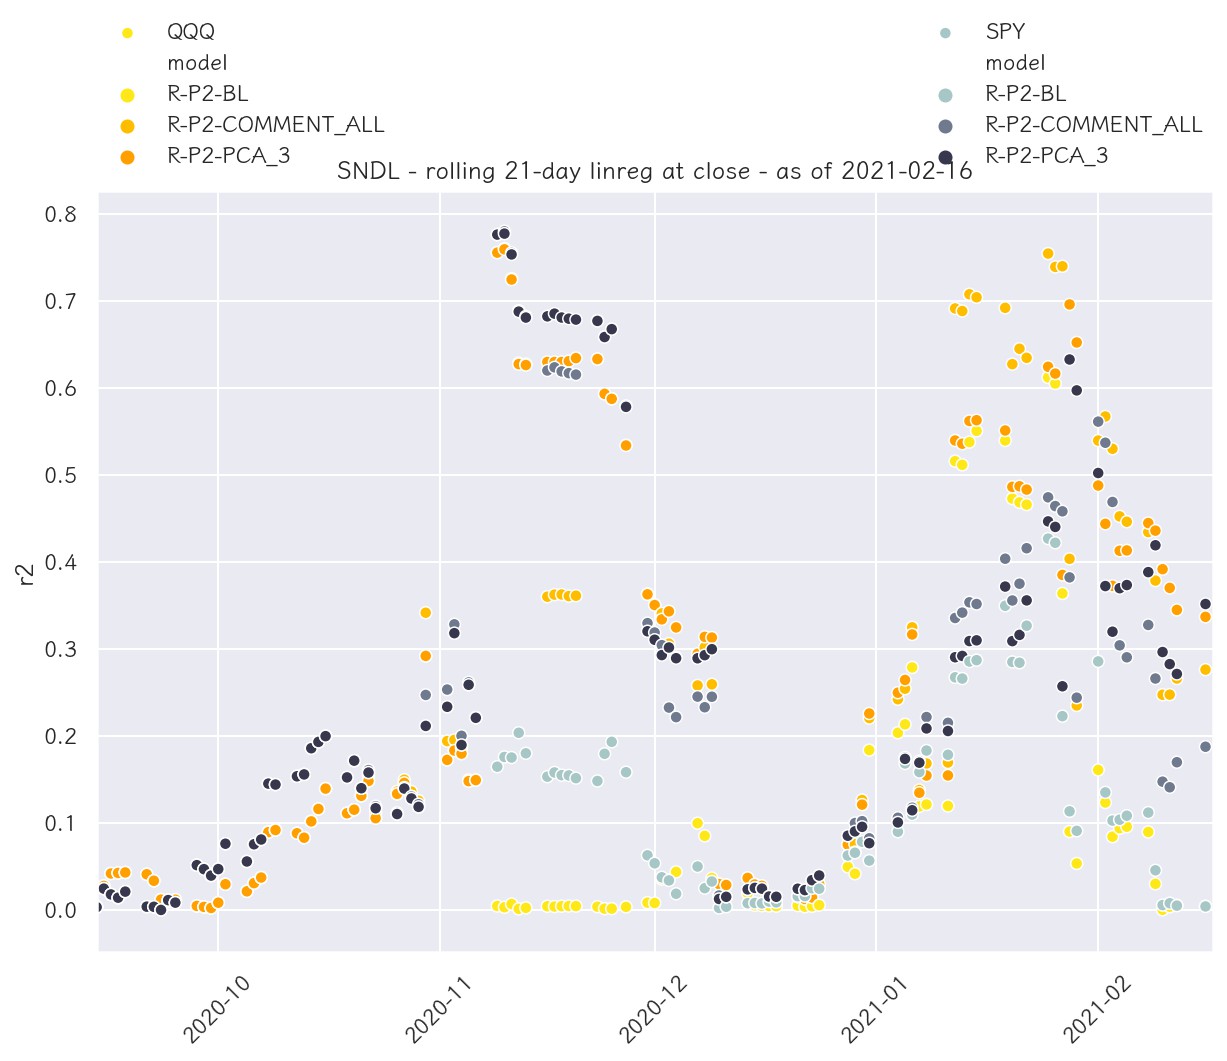 QQQ
model
R-P2-BL
R-P2-COMMENT_ALL
R-P2-PCA_3
SPY
model
R-P2-BL
R-P2-COMMENT_ALL
R-P2-PCA_3
SNDL - rolling 21-day linreg at close - as of 2021-02-16
r2
0.8
0.7
0.6
0.5
0.4
0.3
0.2
0.1
0.0
2020-10
2020-11
2020-12
2021-01
2021-02